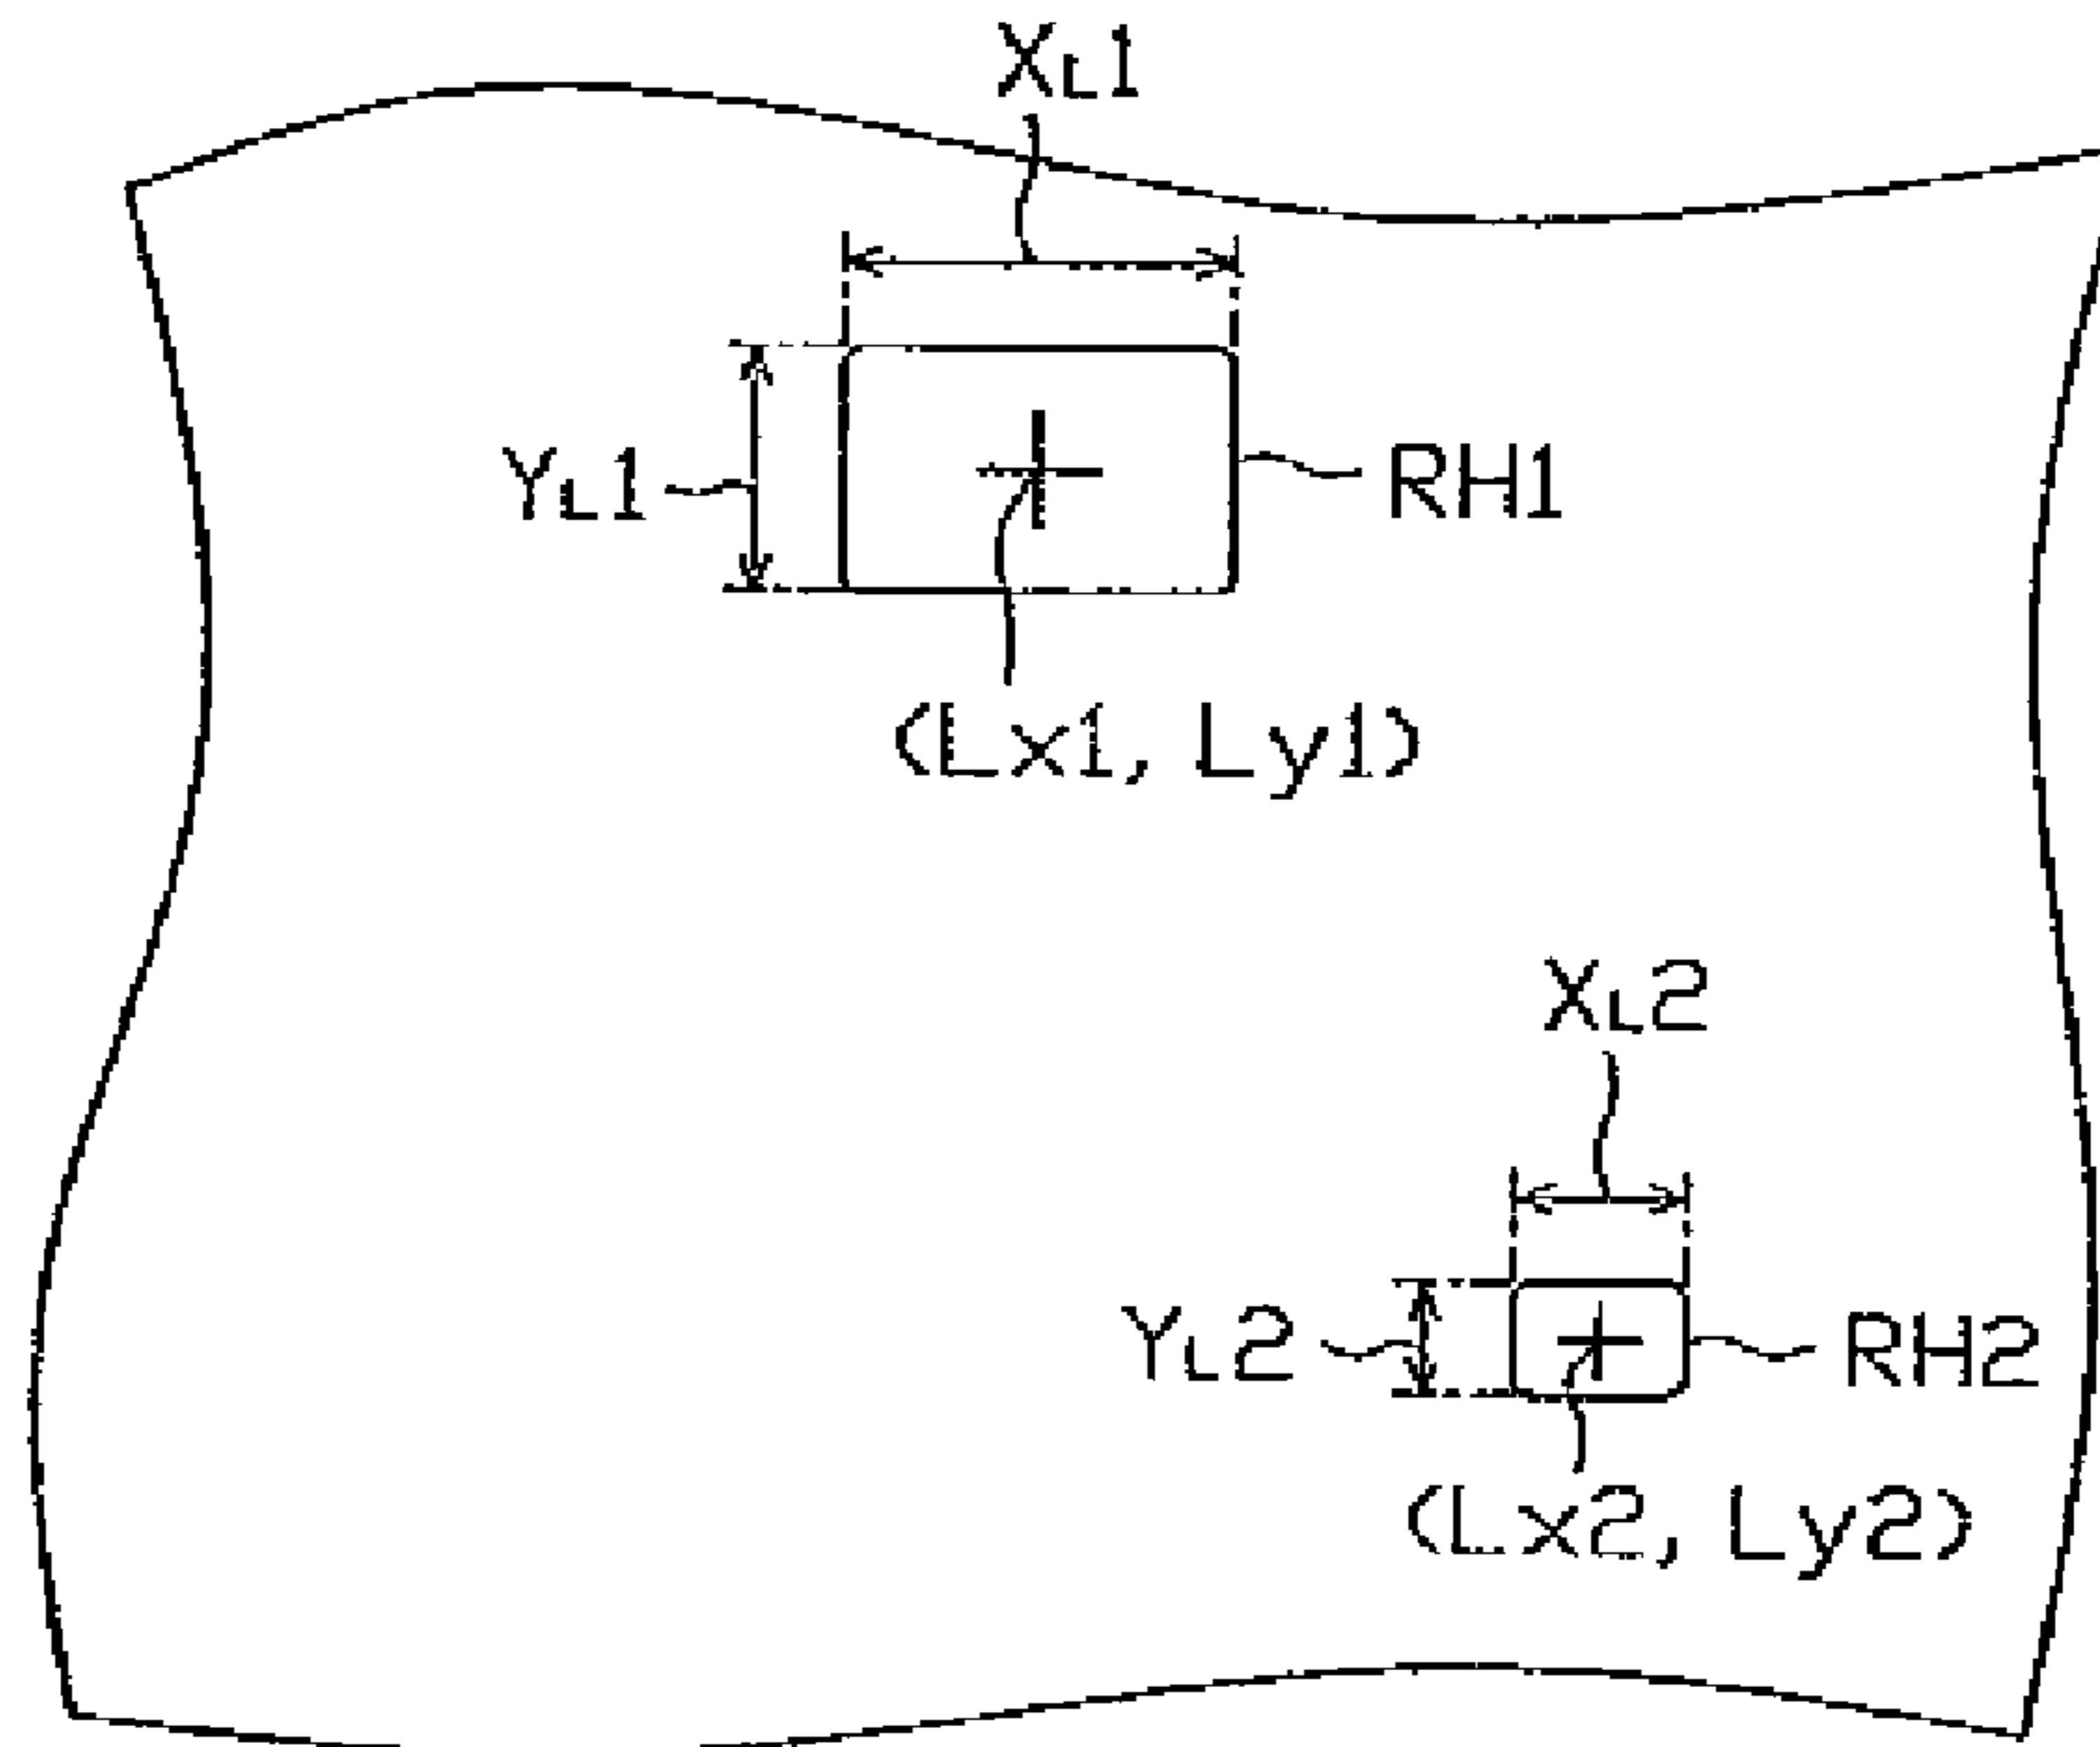 XL1
YL1
RH1
(Lx1, Ly1)
XL2
YL2
RH2
(Lx2, Ly2)